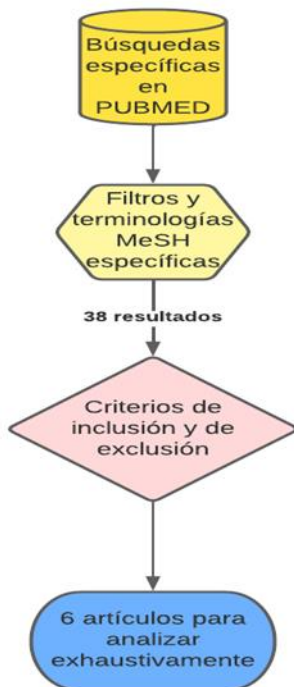 Búsquedas
específicas
en
PUBMED
Filtros y
terminologías
MeSH
específicas
38 resultados
Criterios de
inclusión y de
exclusión
6 artículos para
analizar
exhaustivamente